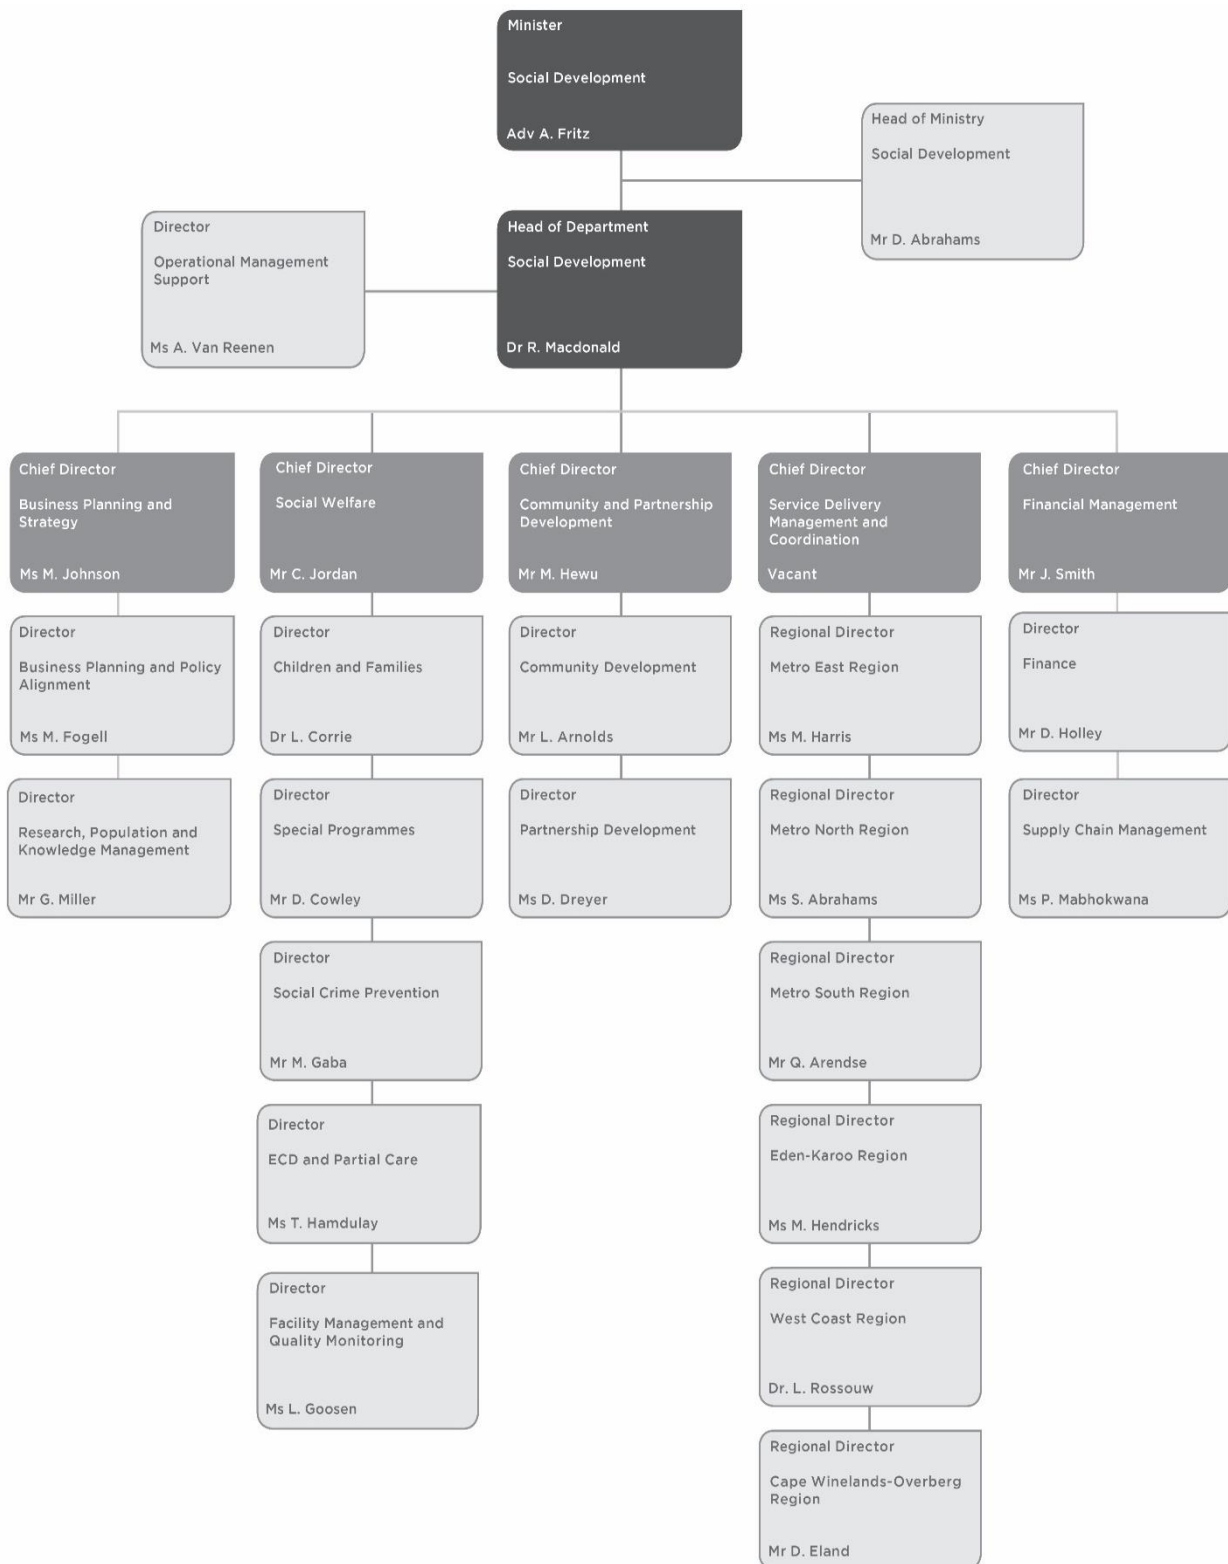 Minister
Social Development
Adv A. Fritz
Head of Ministry
Social Development
Mr D. Abrahams
Director
Operational Management
Support
Ms A. Van Reenen
Head of Department
Social Development
Dr R. Macdonald
Chief Director
Business Planning and
Strategy
Ms M. Johnson
Director
Business Planning and Policy
Alignment
Ms M. Fogell
Director
Research, Population and
Knowledge Management
Mr G. Miller
Chief Director
Social Welfare
Mr C. Jordan
Director
Children and Families
Dr L. Corrie
Director
Special Programmes
Mr D. Cowley
Director
Social Crime Prevention
Mr M. Gaba
Director
ECD and Partial Care
Ms T. Hamdulay
Director
Facility Management and
Quality Monitoring
Ms L. Goosen
Chief Director
Community and Partnership
Development
Mr M. Hewu
Director
Community Development
Mr L. Arnolds
Director
Partnership Development
Ms D. Dreyer
Chief Director
Service Delivery
Management and
Coordination
Vacant
Regional Director
Metro East Region
Ms M. Harris
Regional Director
Metro North Region
Ms S. Abrahams
Regional Director
Metro South Region
Mr Q. Arendse
Regional Director
Eden-Karoo Region
Ms M. Hendricks
Regional Director
West Coast Region
Dr. L. Rossouw
Regional Director
Cape Winelands-Overberg
Region
Mr D. Eland
Chief Director
Financial Management
Mr J. Smith
Director
Finance
Mr D. Holley
Director
Supply Chain Management
Ms P. Mabhokwana